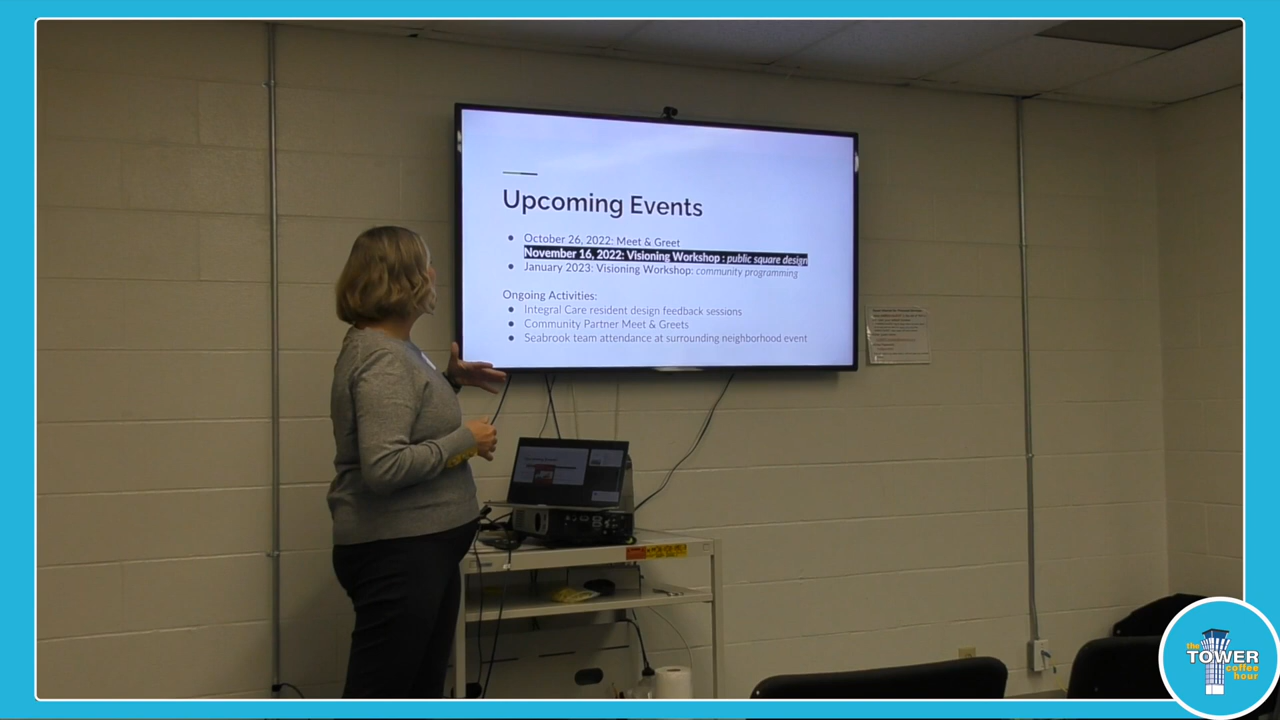 Upcoming Events
October 26, 2022: Meet & Greet
November 16, 2022: Visioning Workshop : public square design
January 2023: Visioning Workshop: community programming
Ongoing Activities:
Integral Care resident design feedback sessions
Community Partner Meet & Greets
Seabrook team attendance at surrounding neighborhood event
the
TOWER
coffee
hour